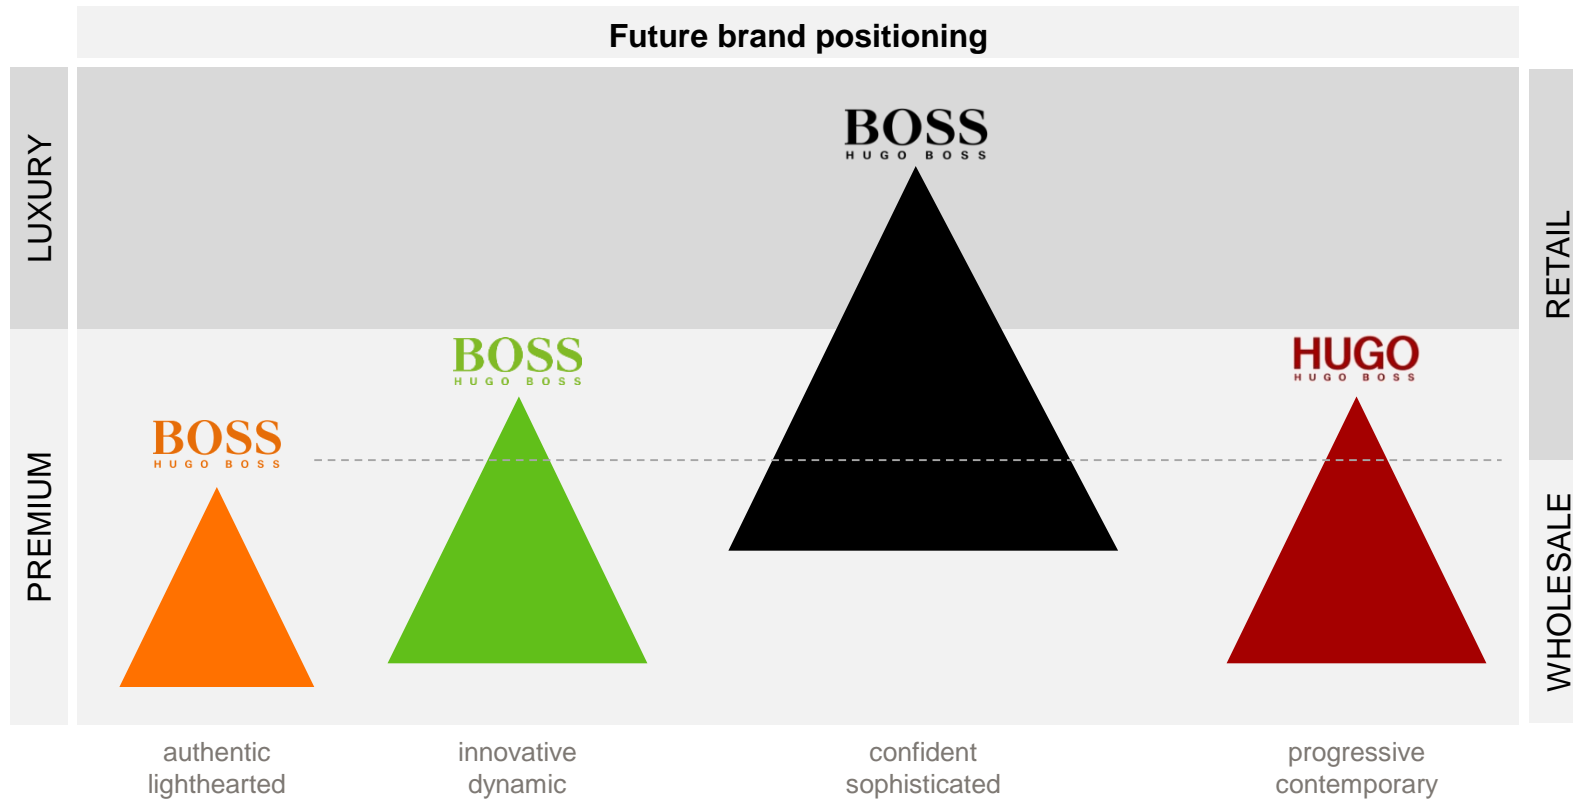 Future brand positioning
LUXURY
PREMIUM
RETAIL
WHOLESALE
BOSS
HUGO BOSS
BOSS
HUGO BOSS
BOSS
HUGO BOSS
HUGO
HUGO BOSS
authentic
lighthearted
innovative
dynamic
confident
sophisticated
progressive
contemporary